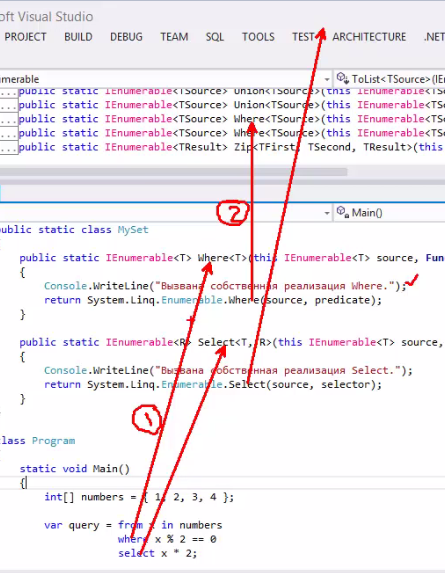 oft Visual Studio
PROJECT BUILD DEBUG TEAM SQL TOOLS TEST ARCHITECTURE .NET
numerable ToList<TSource>(IEn
...public static IEnumerable<TSource> Union<TSource>(this IEnumerable<TSo
...public static IEnumerable<TSource> Union<TSource>(this IEnumerable<TSo
...public static IEnumerable<TSource> Where<TSource>(this IEnumerable<TSo
...public static IEnumerable<TSource> Where<TSource>(this IEnumerable<TSo
...public static IEnumerable<TResult> Zip<TFirst, TSecond, TResult>(this
Main()
public static class MySet
public static IEnumerable<T> Where<T>(this IEnumerable<T> source, Func
{
Console.WriteLine("Вызвана собственная реализация Where.");
return System.Linq.Enumerable.Where(source, predicate);
}
public static IEnumerable<R> Select<T, R>(this IEnumerable<T> source,
{
Console.WriteLine("Вызвана собственная реализация Select.");
return System.Linq.Enumerable.Select(source, selector);
}
class Program
static void Main()
{
int[] numbers = { 1, 2, 3, 4 };
var query = from x in numbers
where x % 2 == 0
select x * 2;
2
1